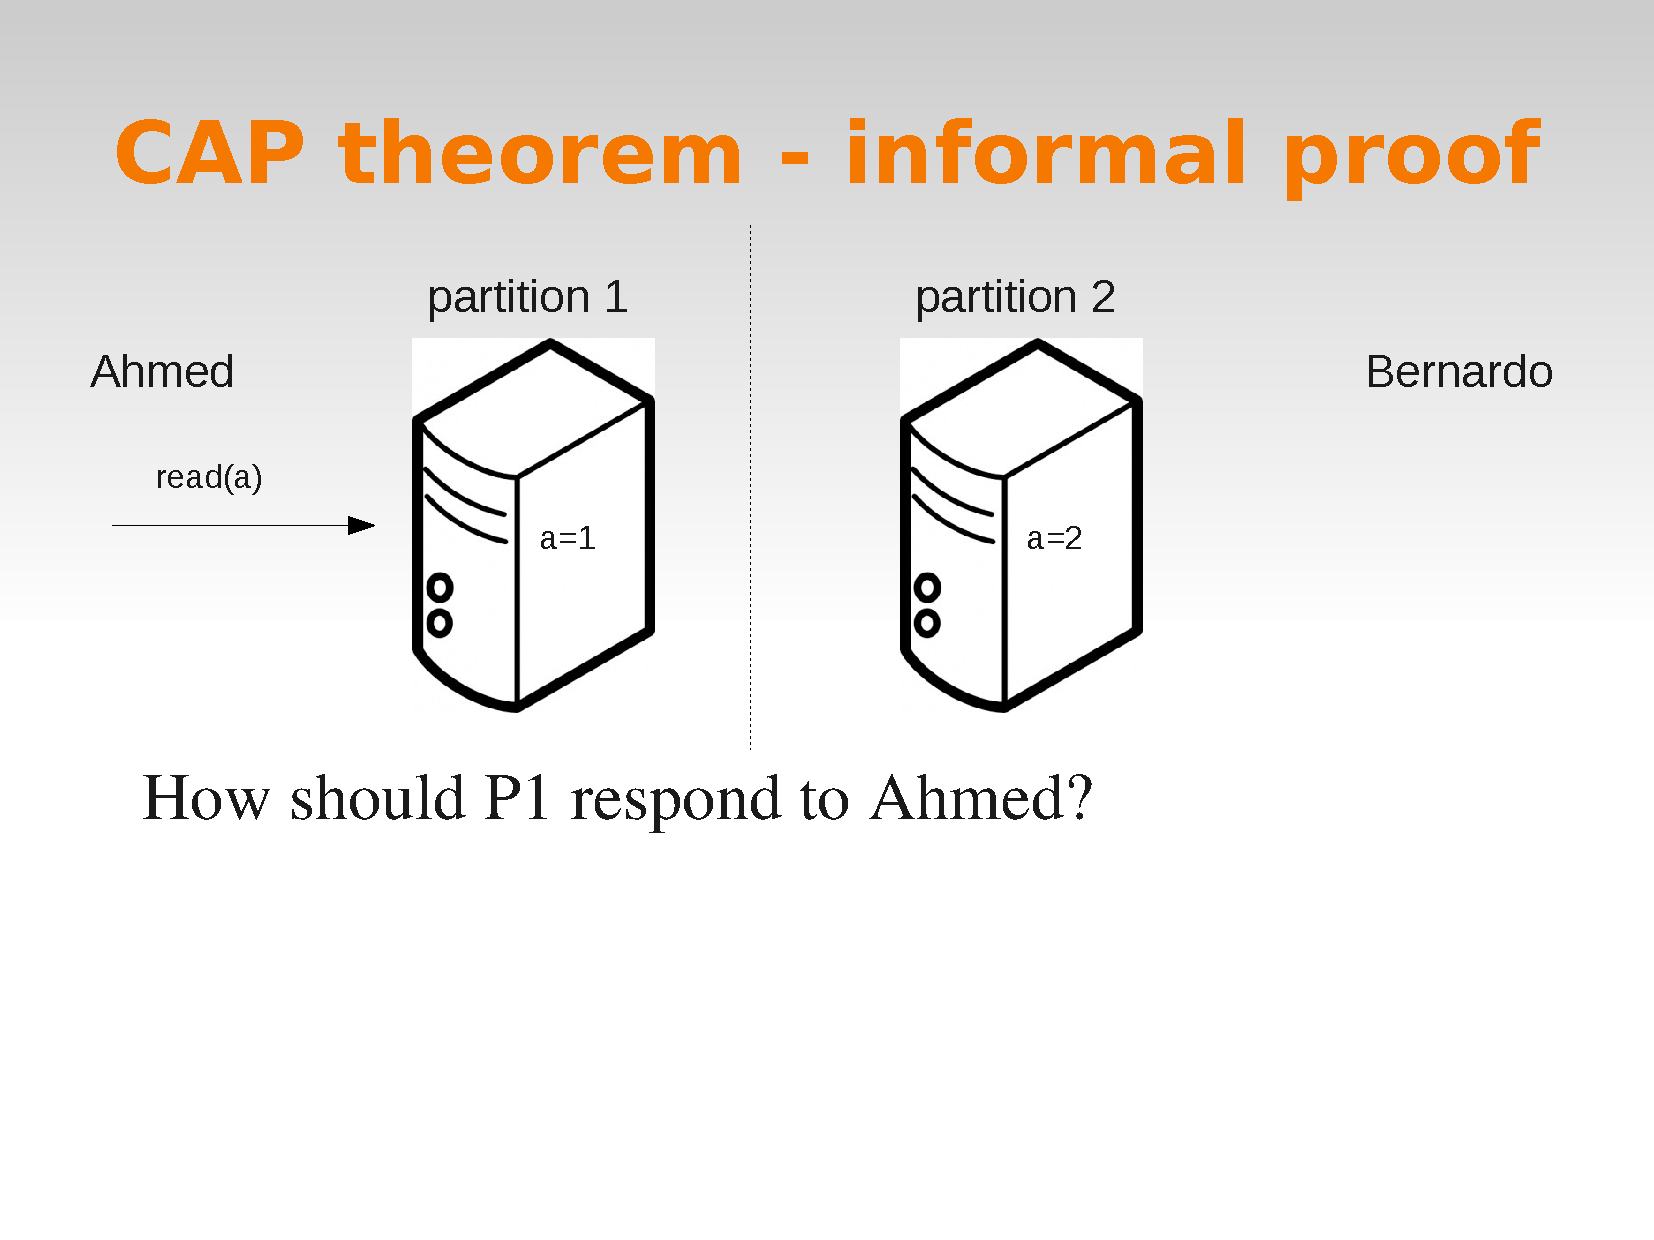 CAP theorem - informal proof
partition 1
partition 2
Ahmed
Bernardo
read(a)
a=1
a=2
How should P1 respond to Ahmed?